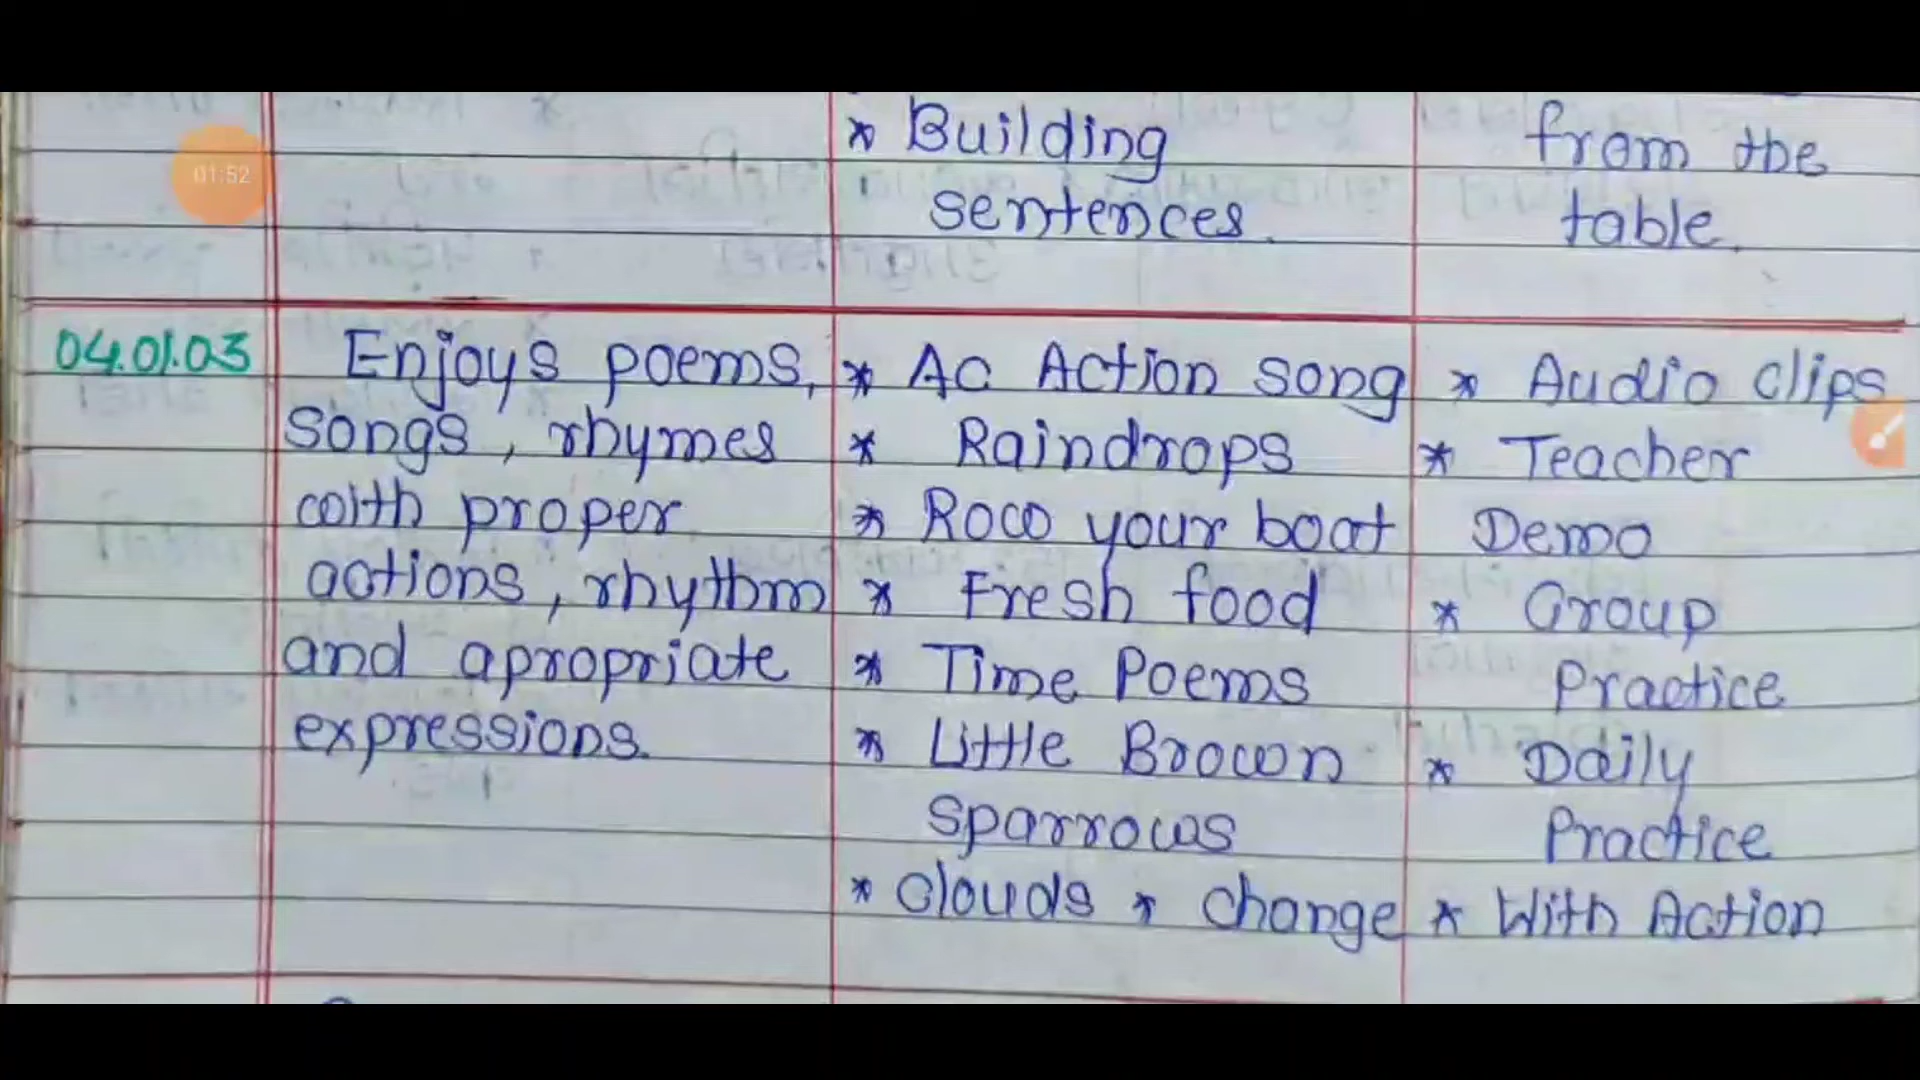 * Building
sentences.
from the
table.
01:52
04.01.03
Enjoys poems,
songs, rhymes
with proper
actions, rhythm
and apropriate
expressions.
* Ac Action song
* Raindrops
* Row your boat
* Fresh food
* Time Poems
* Little Brown
Sparrows
* Clouds * change
* Audio clips
* Teacher
Demo
* Group
Practice
* Daily
Practice
* With Action